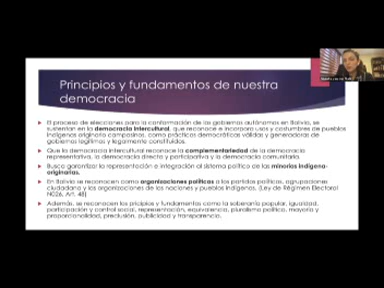 Principios y fundamentos de nuestra
democracia
El proceso de elecciones para la conformación de los gobiernos autónomos en Bolivia, se
sustentan en la democracia intercultural, que reconoce e incorpora usos y costumbres de pueblos
indígenas originario campesinos, como prácticas democráticas válidas y generadoras de
gobiernos legítimos y legalmente constituidos.
Que la democracia intercultural reconoce la complementariedad de la democracia
representativa, la democracia directa y participativa y la democracia comunitaria.
Busca garantizar la representación e integración al sistema político de las minorías indígena-
originarias.
En Bolivia se reconocen como organizaciones políticas a los partidos políticos, agrupaciones
ciudadana y las organizaciones de las naciones y pueblos indígenas. (Ley de Régimen Electoral
N026, Art. 48)
Además, se reconocen los pricipios y fundamentos como la soberanía popular, igualdad,
participación y control social, representación, equivalencia, pluralismo político, mayoría y
proporcionalidad, preclusión, publicidad y transparencia.